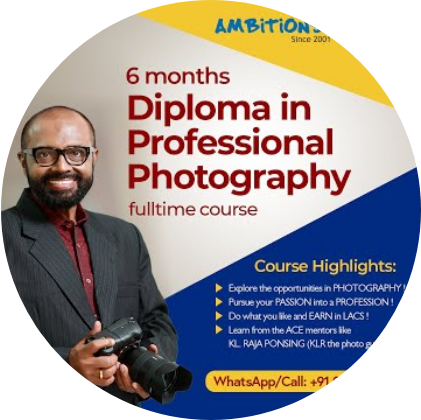 AMBITION
Since 2001
6 months
Diploma in
Professional
Photography
fulltime course
Course Highlights:
Explore the opportunities in PHOTOGRAPHY !
Pursue your PASSION into a PROFESSION !
Do what you like and EARN in LACS !
Learn from the ACE mentors like
KL. RAJA PONSING (KLR the photo
WhatsApp/Call: +91